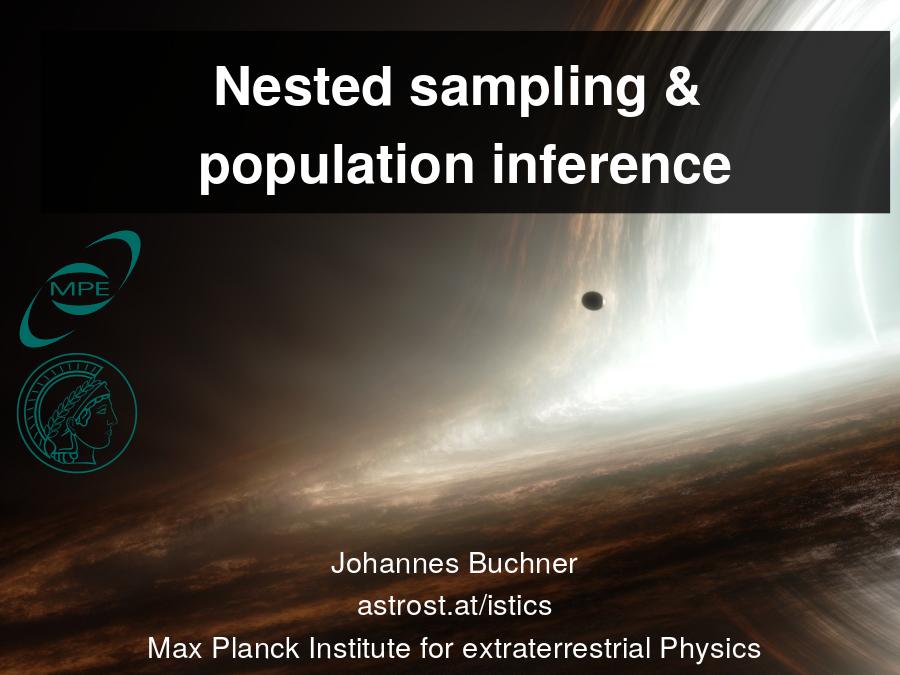 Nested sampling &
population inference
MPE
Johannes Buchner
astrost.at/istics
Max Planck Institute for extraterrestrial Physics